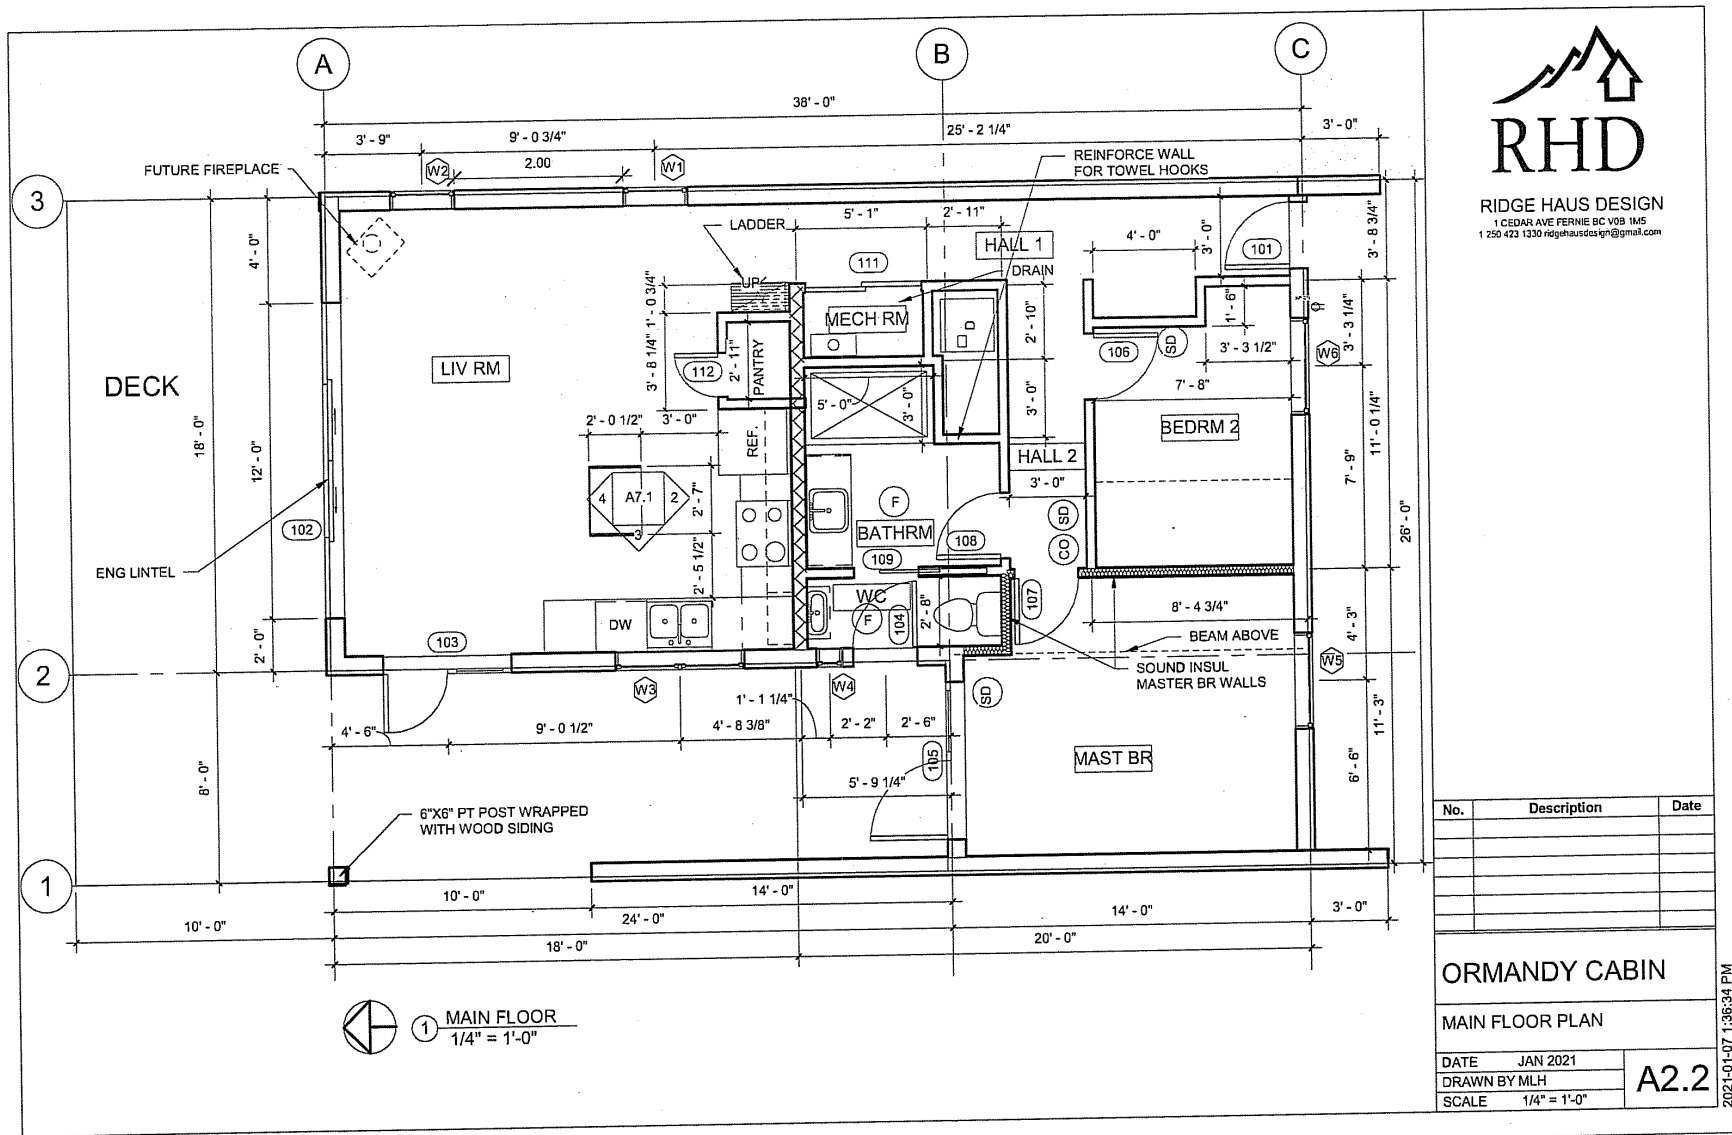 A
B
C
38' - 0"
3' - 9"
9' - 0 3/4"
25' - 2 1/4"
3' - 0"
2.00
W2
W1
FUTURE FIREPLACE
REINFORCE WALL
FOR TOWEL HOOKS
3
2
1
LADDER
UP
5' - 1"
2' - 11"
HALL 1
DRAIN
111
4' - 0"
3' - 0"
101
3' - 8 3/4"
4' - 0"
1' - 0 3/4"
MECH RM
D
2' - 10"
1' - 6"
3' - 3 1/4"
W6
106
SD
3' - 3 1/2"
DECK
LIV RM
3' - 8 1/4"
112
2' - 11"
PANTRY
5' - 0"
3' - 0"
3' - 0"
7' - 8"
BEDRM 2
18' - 0"
12' - 0"
2' - 0 1/2"
3' - 0"
REF.
HALL 2
3' - 0"
7' - 9"
11' - 0 1/4"
26' - 0"
4
A7.1
2
3
2' - 7"
F
BATHRM
SD
CO
102
ENG LINTEL
2' - 5 1/2"
108
109
WC
F
104
2' - 8"
107
8' - 4 3/4"
BEAM ABOVE
4' - 3"
DW
103
2' - 0"
SOUND INSUL
MASTER BR WALLS
W5
W3
W4
SD
1' - 1 1/4"
4' - 6"
9' - 0 1/2"
4' - 8 3/8"
2' - 2"
2' - 6"
105
MAST BR
11' - 3"
6' - 6"
5' - 9 1/4"
8' - 0"
6"X6" PT POST WRAPPED
WITH WOOD SIDING
10' - 0"
10' - 0"
14' - 0"
24' - 0"
14' - 0"
3' - 0"
18' - 0"
20' - 0"
1
MAIN FLOOR
1/4" = 1'-0"
RHD
RIDGE HAUS DESIGN
1 CEDAR AVE FERNIE BC V0B 1M5
1 250 423 1330 ridgehausdesign@gmail.com
No. Description Date
ORMANDY CABIN
MAIN FLOOR PLAN
DATE JAN 2021
DRAWN BY MLH
SCALE 1/4" = 1'-0"
A2.2
2021-01-07 1:36:34 PM